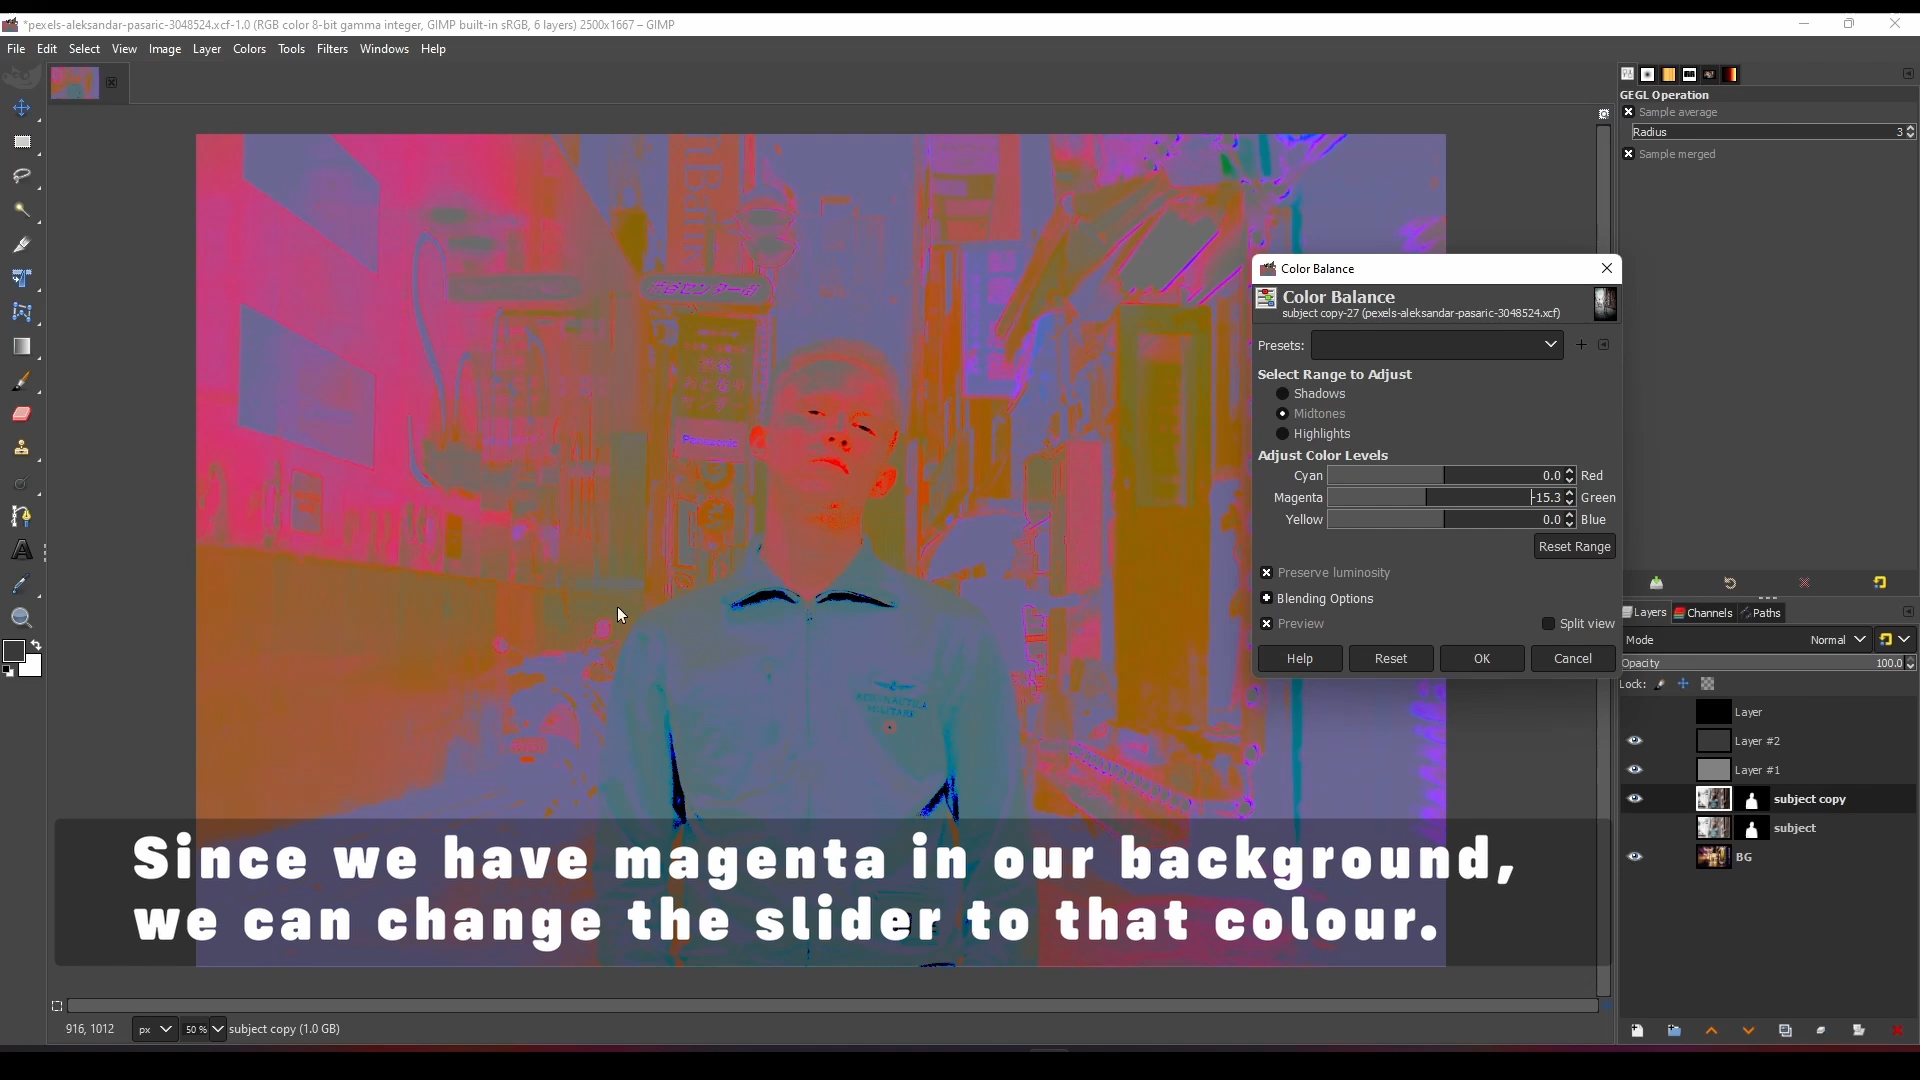 *pexels-aleksandar-pasaric-3048524.xcf-1.0 (RGB color 8-bit gamma integer, GIMP built-in sRGB, 6 layers) 2500x1667 – GIMP
File Edit Select View Image Layer Colors Tools Filters Windows Help
GEGL Operation
Sample average
Radius 3
Sample merged
Panasonic
AERONAUTICA
MILITARE
Color Balance
Color Balance
subject copy-27 (pexels-aleksandar-pasaric-3048524.xcf)
Presets:
Select Range to Adjust
Shadows
Midtones
Highlights
Adjust Color Levels
Cyan 0.0 Red
Magenta -15.3 Green
Yellow 0.0 Blue
Reset Range
Preserve luminosity
Blending Options
Preview Split view
Help Reset OK Cancel
Layers Channels Paths
Mode Normal
Opacity 100.0
Lock:
Layer
Layer #2
Layer #1
subject copy
subject
BG
Since we have magenta in our background,
we can change the slider to that colour.
916, 1012 px 50 % subject copy (1.0 GB)